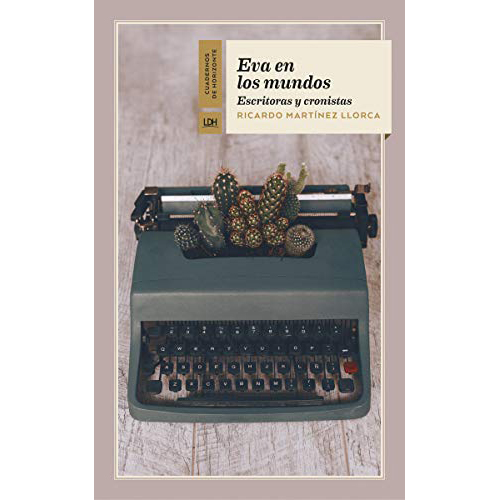 CUADERNOS
DE HORIZONTE
LDH
Eva en
los mundos
Escritoras y cronistas
RICARDO MARTÍNEZ LLORCA